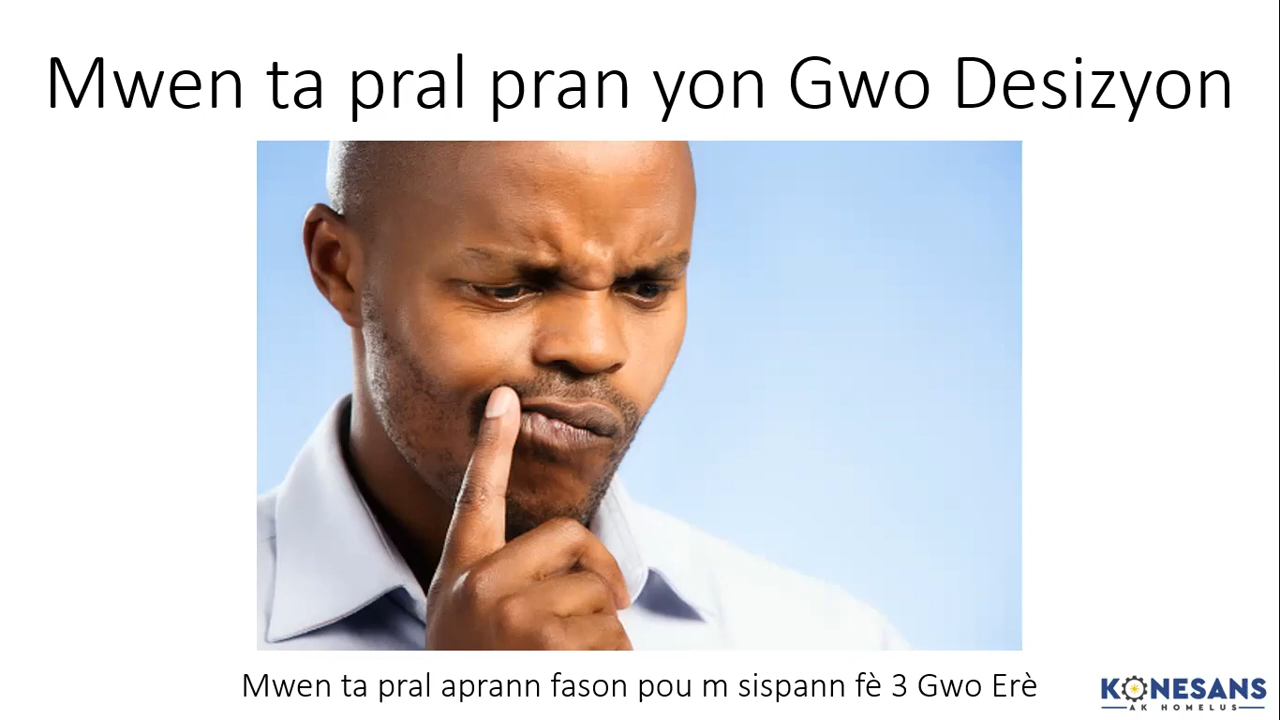 Mwen ta pral pran yon Gwo Desizyon
Mwen ta pral aprann fason pou m sispann fè 3 Gwo Erè
KONESANS
AK HOMELUS